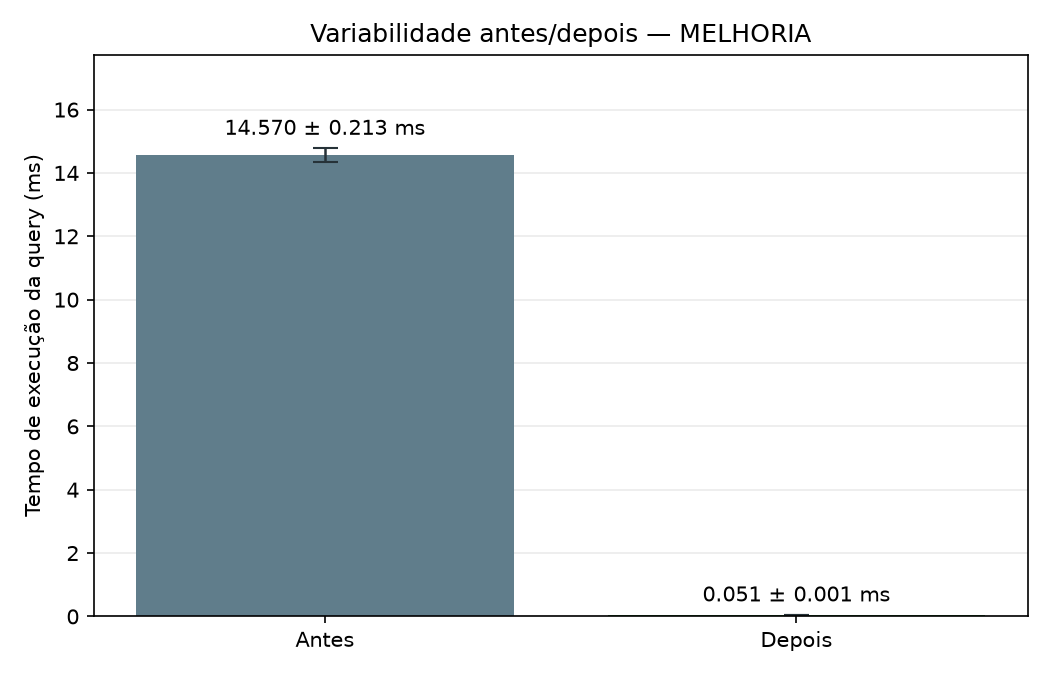 Variabilidade antes/depois — MELHORIA
Tempo de execução da query (ms)
16
14
12
10
8
6
4
2
0
14.570 ± 0.213 ms
0.051 ± 0.001 ms
Antes
Depois